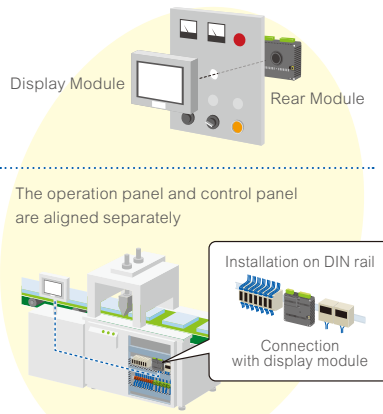 Display Module
Rear Module
The operation panel and control panel
are aligned separately
Installation on DIN rail
Connection
with display module